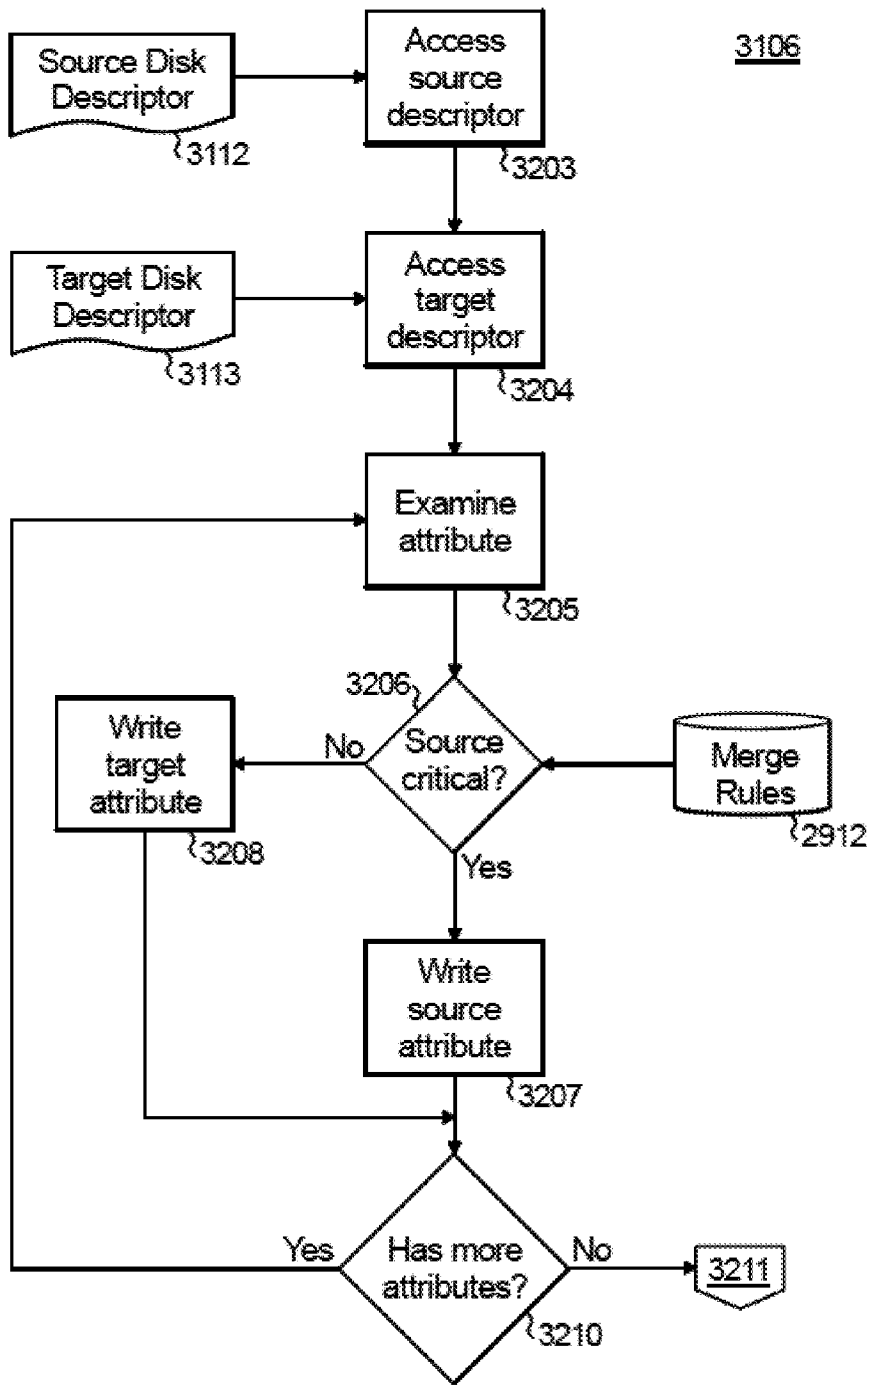 Source Disk
Descriptor
3112
Access
source
descriptor
3203
3106
Target Disk
Descriptor
3113
Access
target
descriptor
3204
Examine
attribute
3205
3206
Source
critical?
No
Yes
Write
target
attribute
3208
Merge
Rules
2912
Write
source
attribute
3207
Has more
attributes?
Yes
No
3210
3211